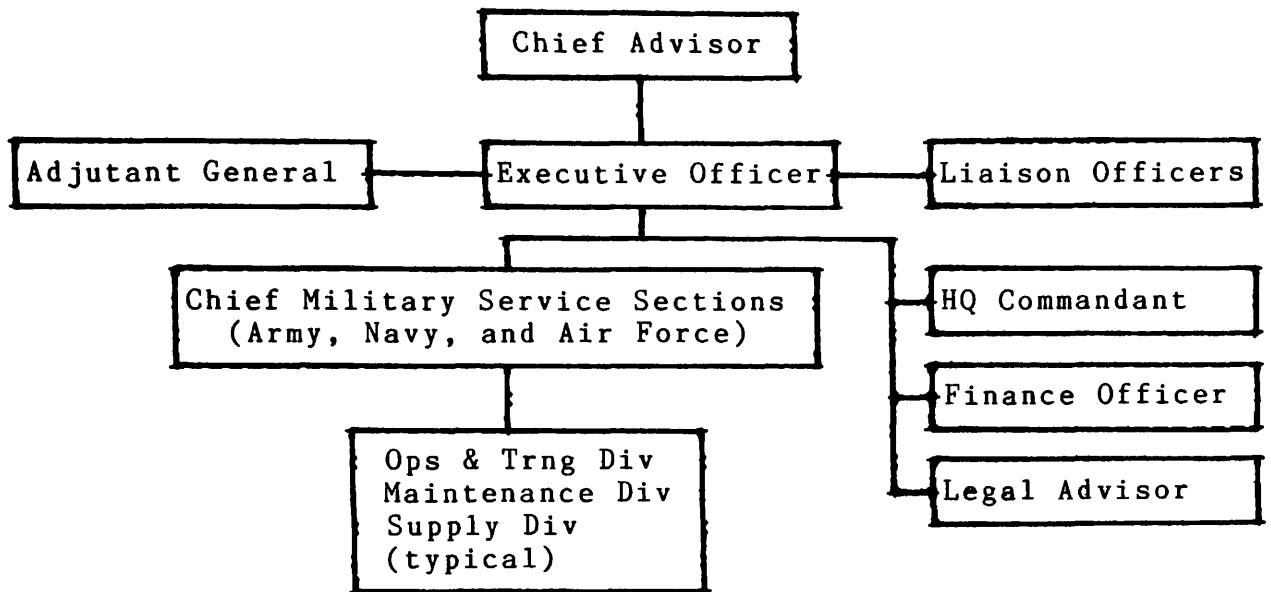 Chief Advisor
Adjutant General
Executive Officer
Liaison Officers
Chief Military Service Sections
(Army, Navy, and Air Force)
HQ Commandant
Finance Officer
Legal Advisor
Ops & Trng Div
Maintenance Div
Supply Div
(typical)